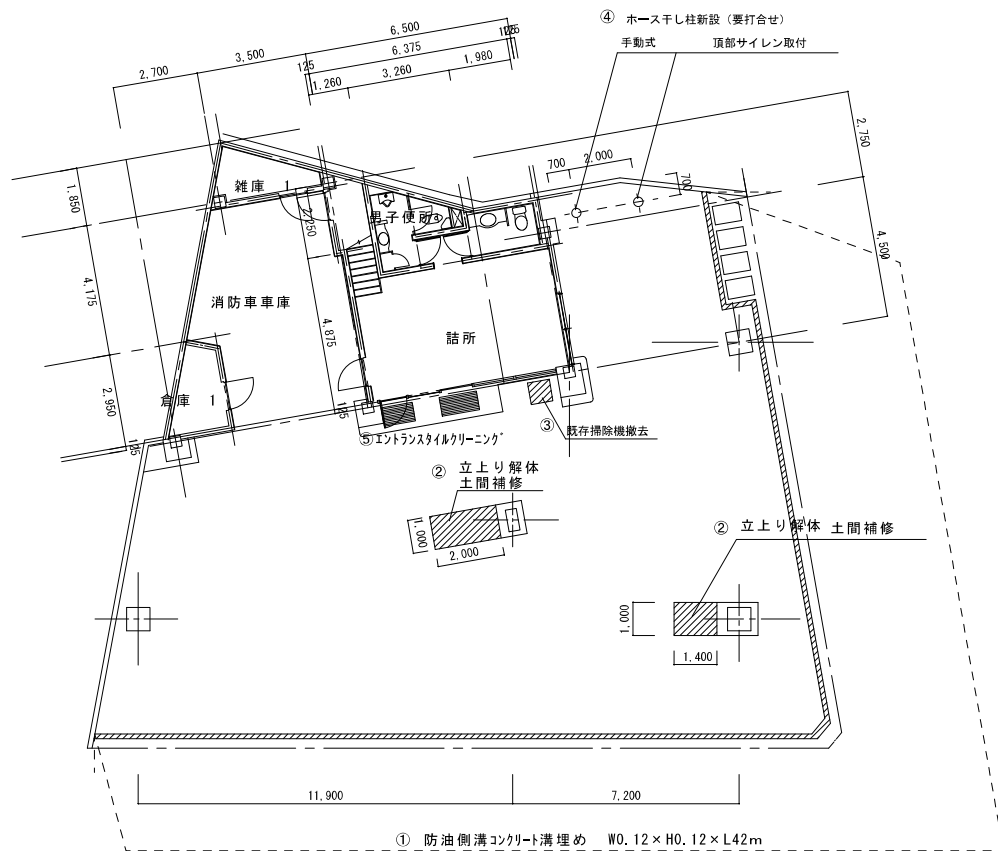 ④ ホース干し柱新設（要打合せ）
手動式
頂部サイレン取付
6,500
3,500
2,700
125
6,375
125
1,260
3,260
1,980
2,750
700
2,000
700
4,500
1,850
4,175
2,950
125
雑庫 1
2,250
男子便所
消防車車庫
4,875
詰所
倉庫 1
125
⑤エントランスタイルクリーニング
③ 既存掃除機撤去
② 立上り解体
土間補修
1,000
2,000
② 立上り解体 土間補修
1,000
1,400
11,900
7,200
① 防油側溝コンクリート溝埋め W0.12×H0.12×L42m